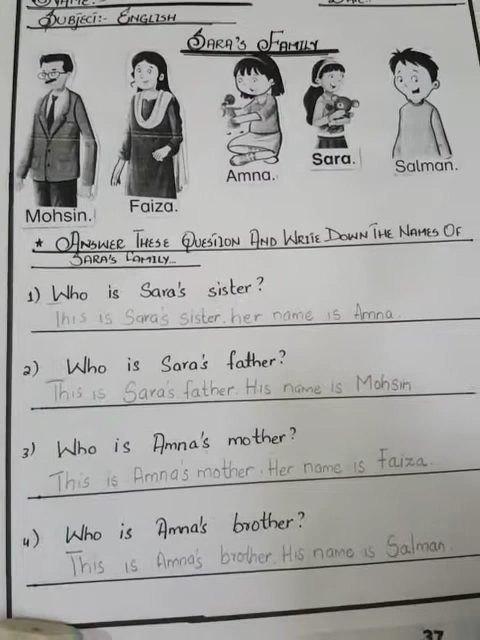 NAME:-
DATE:-
SUBJECT:- ENGLISH
SARA'S FAMILY
Mohsin.
Faiza.
Amna.
Sara.
Salman.
* ANSWER THESE QUESTION AND WRITE DOWN THE NAMES OF
SARA'S FAMILY...
1) Who is Sara's sister?
This is Sara's sister. her name is Amna.
2) Who is Sara's father?
This is Sara's father. His name is Mohsin
3) Who is Amna's mother?
This is Amna's mother. Her name is Faiza.
4) Who is Amna's brother?
This is Amna's brother. His name is Salman.
37